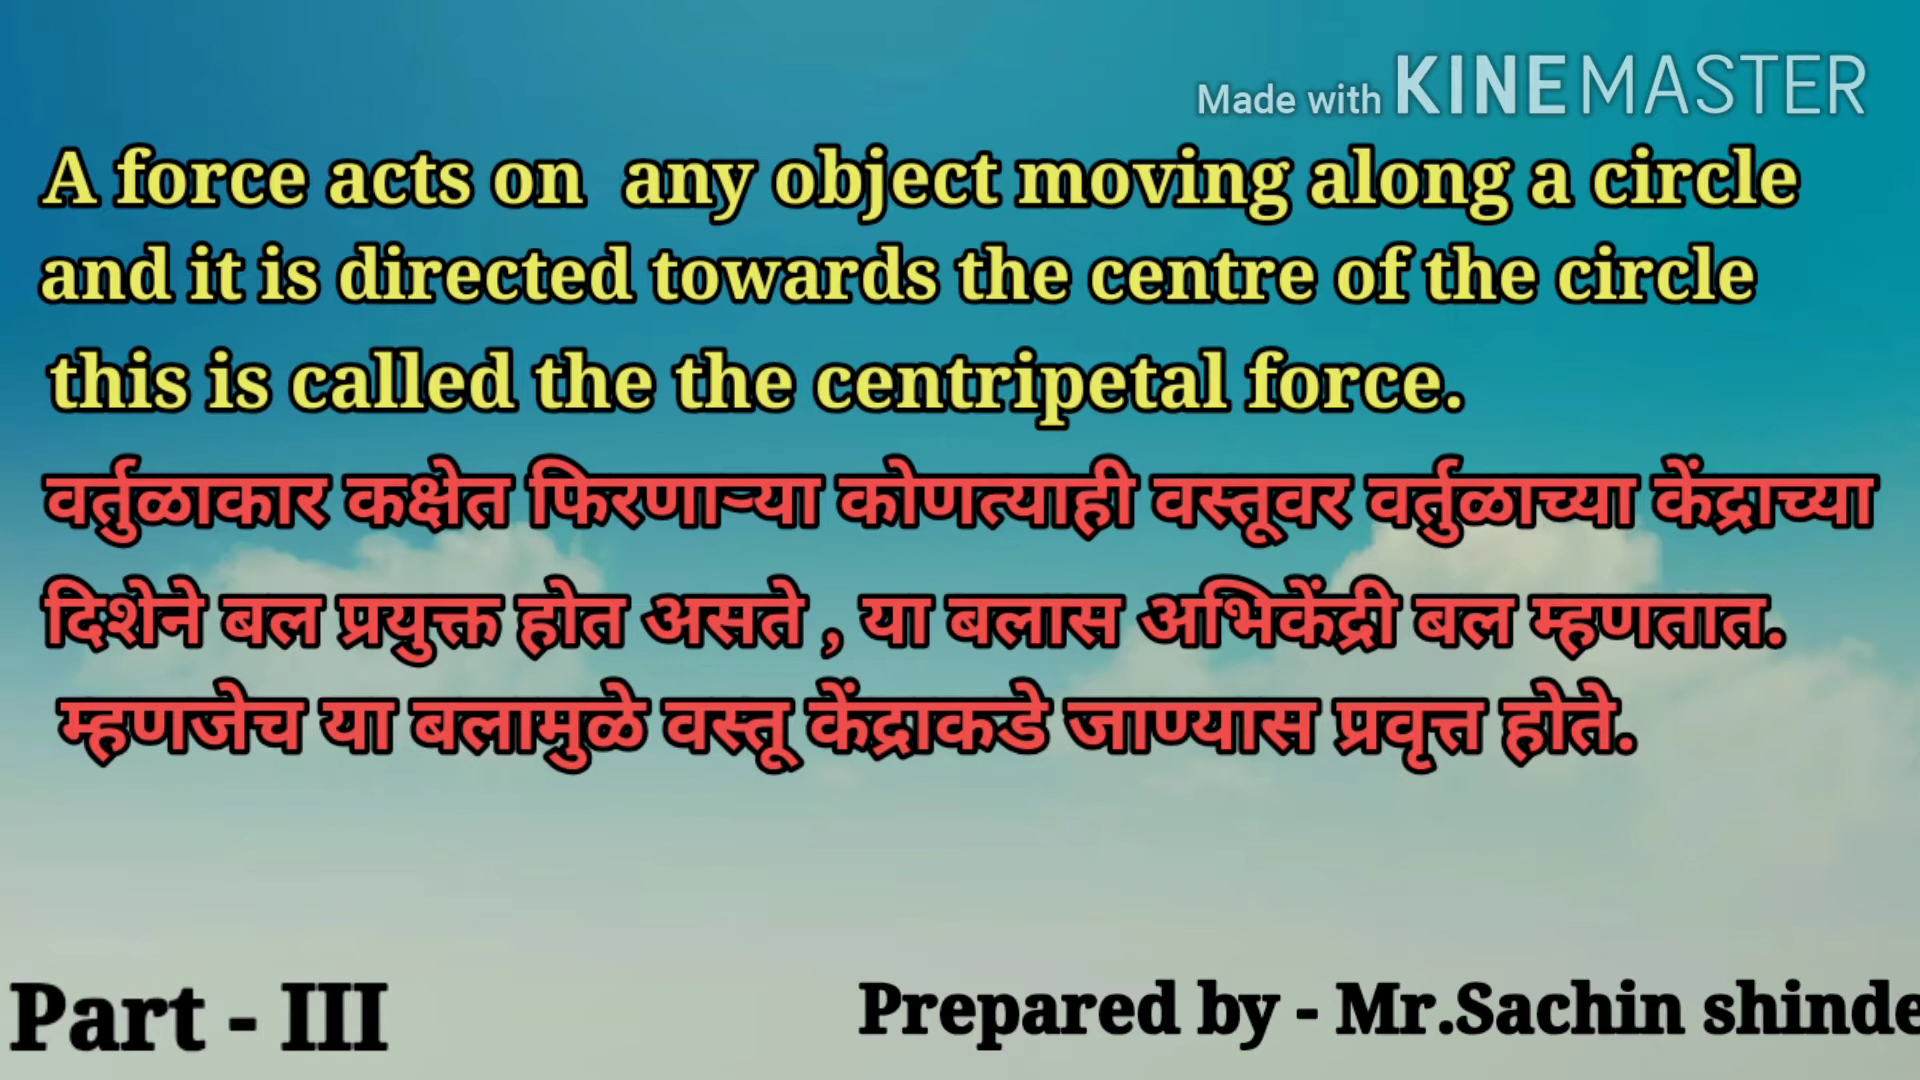 Made with KINEMASTER
A force acts on any object moving along a circle
and it is directed towards the centre of the circle
this is called the the centripetal force.
वर्तुळाकार कक्षेत फिरणाऱ्या कोणत्याही वस्तूवर वर्तुळाच्या केंद्राच्या
दिशेने बल प्रयुक्त होत असते , या बलास अभिकेंद्री बल म्हणतात.
म्हणजेच या बलामुळे वस्तू केंद्राकडे जाण्यास प्रवृत्त होते.
Part - III
Prepared by - Mr.Sachin shinde